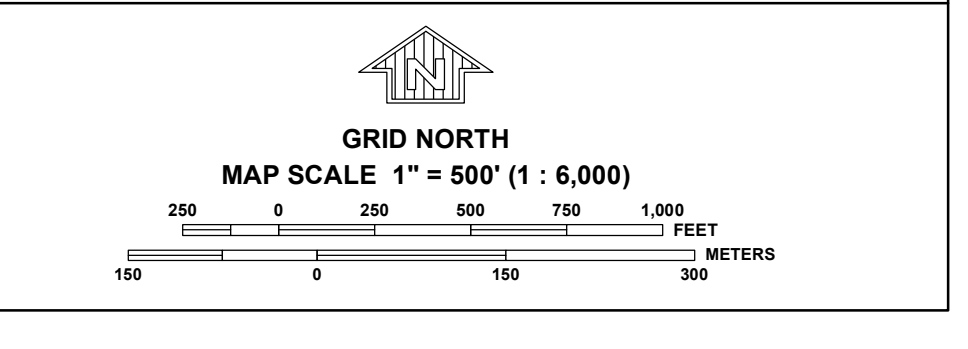 N
GRID NORTH
MAP SCALE 1" = 500' (1 : 6,000)
250 0 250 500 750 1,000
FEET
METERS
150 0 150 300